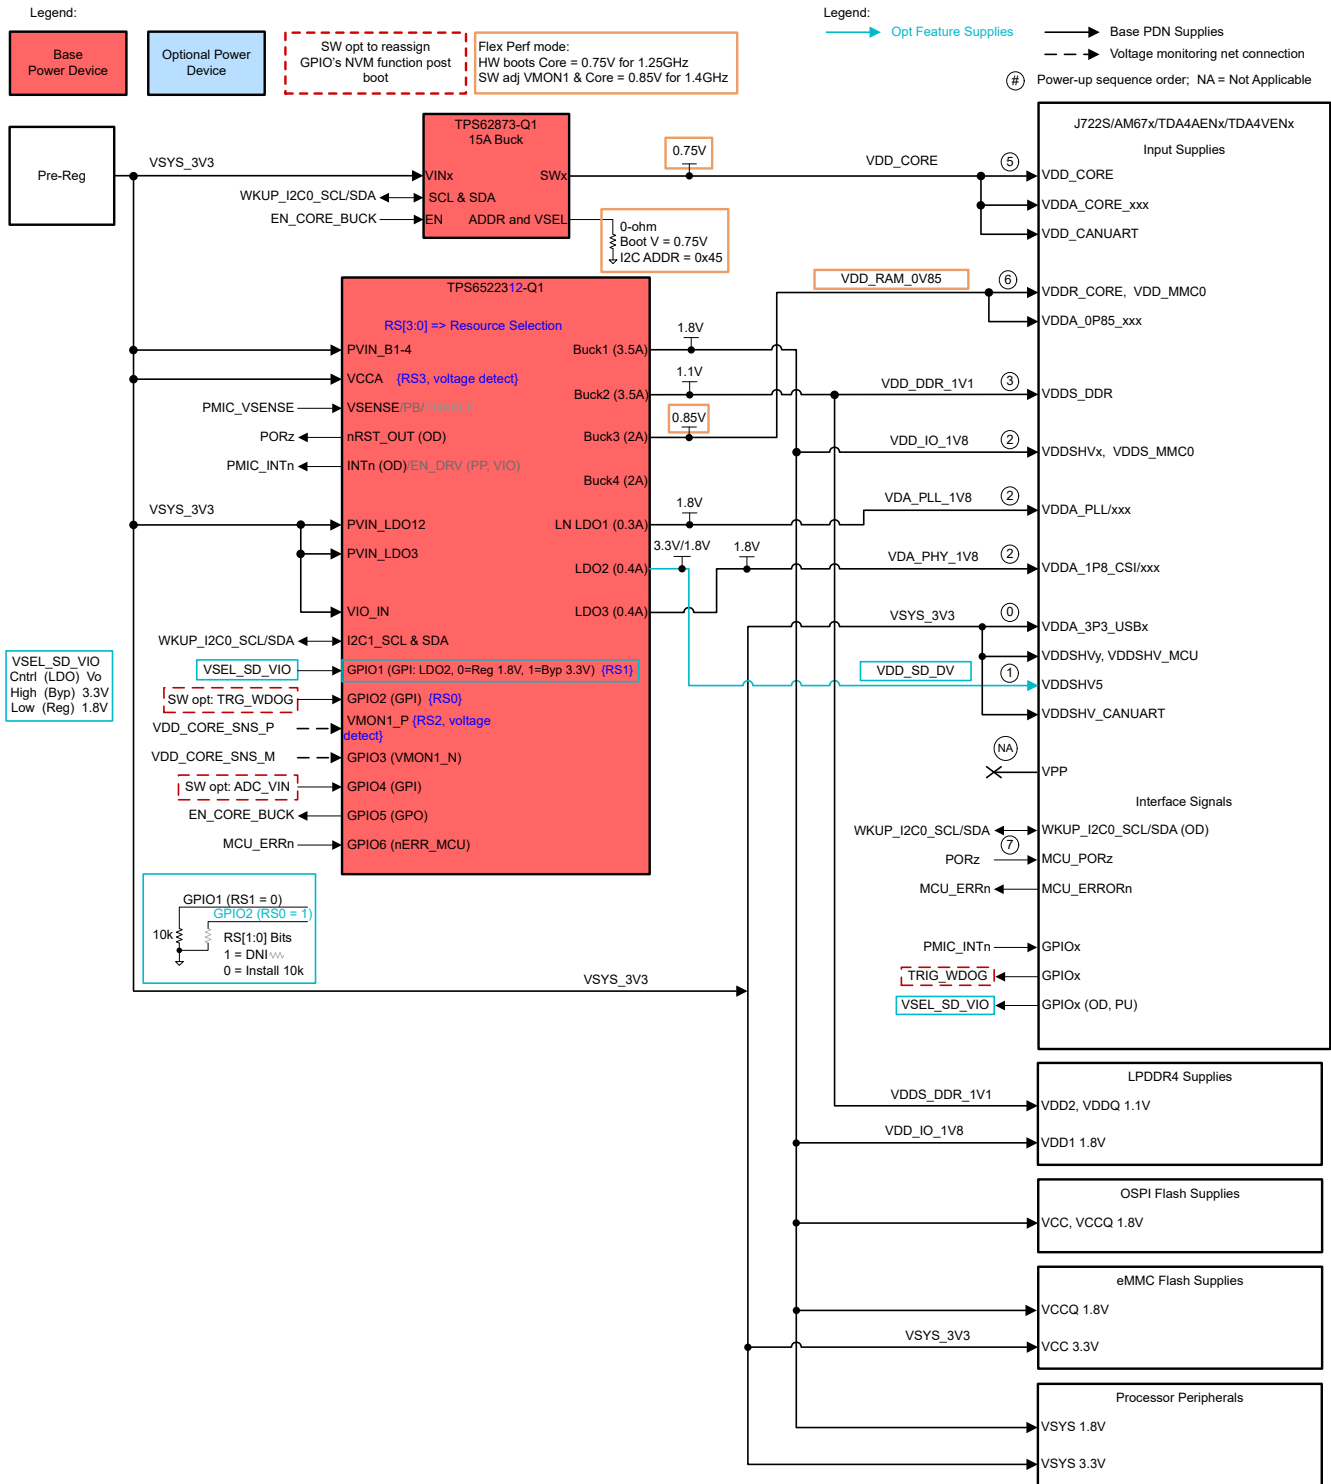 Legend:
Base
Power Device
Optional Power
Device
SW opt to reassign
GPIO's NVM function post
boot
Flex Perf mode:
HW boots Core = 0.75V for 1.25GHz
SW adj VMON1 & Core = 0.85V for 1.4GHz
Legend:
Opt Feature Supplies
Base PDN Supplies
Voltage monitoring net connection
# Power-up sequence order; NA = Not Applicable
Pre-Reg
VSYS_3V3
WKUP_I2C0_SCL/SDA
EN_CORE_BUCK
TPS62873-Q1
15A Buck
VINx
SWx
SCL & SDA
EN
ADDR and VSEL
0.75V
0-ohm
Boot V = 0.75V
I2C ADDR = 0x45
VDD_CORE
5
VDD_RAM_0V85
6
TPS6522312-Q1
RS[3:0] => Resource Selection
PVIN_B1-4
VCCA {RS3, voltage detect}
PMIC_VSENSE
VSENSE/PB/ENABLE
PORz
nRST_OUT (OD)
PMIC_INTn
INTn (OD)/EN_DRV (PP, VIO)
VSYS_3V3
PVIN_LDO12
PVIN_LDO3
VIO_IN
WKUP_I2C0_SCL/SDA
I2C1_SCL & SDA
VSEL_SD_VIO
GPIO1 (GPI: LDO2, 0=Reg 1.8V, 1=Byp 3.3V) {RS1}
SW opt: TRG_WDOG
GPIO2 (GPI) {RS0}
VDD_CORE_SNS_P
VMON1_P {RS2, voltage
detect}
VDD_CORE_SNS_M
GPIO3 (VMON1_N)
SW opt: ADC_VIN
GPIO4 (GPI)
EN_CORE_BUCK
GPIO5 (GPO)
MCU_ERRn
GPIO6 (nERR_MCU)
Buck1 (3.5A)
1.8V
Buck2 (3.5A)
1.1V
Buck3 (2A)
0.85V
Buck4 (2A)
LN LDO1 (0.3A)
1.8V
LDO2 (0.4A)
3.3V/1.8V
LDO3 (0.4A)
1.8V
VSEL_SD_VIO
Cntrl (LDO) Vo
High (Byp) 3.3V
Low (Reg) 1.8V
GPIO1 (RS1 = 0)
GPIO2 (RS0 = 1)
10k
RS[1:0] Bits
1 = DNI
0 = Install 10k
VSYS_3V3
VDD_DDR_1V1
3
VDD_IO_1V8
2
VDA_PLL_1V8
2
VDA_PHY_1V8
2
VSYS_3V3
0
VDD_SD_DV
1
NA
J722S/AM67x/TDA4AENx/TDA4VENx
Input Supplies
VDD_CORE
VDDA_CORE_xxx
VDD_CANUART
VDDR_CORE, VDD_MMC0
VDDA_0P85_xxx
VDDS_DDR
VDDSHVx, VDDS_MMC0
VDDA_PLL/xxx
VDDA_1P8_CSI/xxx
VDDA_3P3_USBx
VDDSHVy, VDDSHV_MCU
VDDSHV5
VDDSHV_CANUART
VPP
Interface Signals
WKUP_I2C0_SCL/SDA
WKUP_I2C0_SCL/SDA (OD)
7
PORz
MCU_PORz
MCU_ERRn
MCU_ERRORn
PMIC_INTn
GPIOx
TRIG_WDOG
GPIOx
VSEL_SD_VIO
GPIOx (OD, PU)
LPDDR4 Supplies
VDDS_DDR_1V1
VDD2, VDDQ 1.1V
VDD_IO_1V8
VDD1 1.8V
OSPI Flash Supplies
VCC, VCCQ 1.8V
eMMC Flash Supplies
VCCQ 1.8V
VSYS_3V3
VCC 3.3V
Processor Peripherals
VSYS 1.8V
VSYS 3.3V